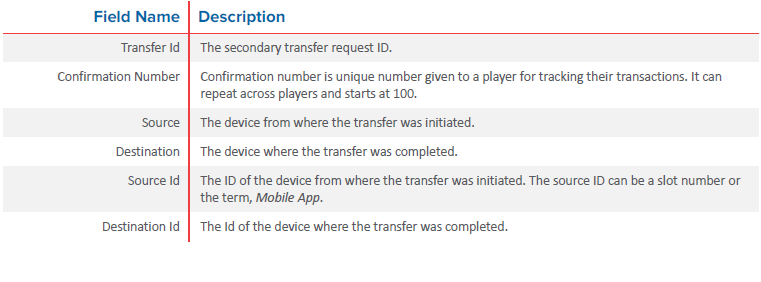 Field Name Description
Transfer Id The secondary transfer request ID.
Confirmation Number Confirmation number is unique number given to a player for tracking their transactions. It can
repeat across players and starts at 100.
Source The device from where the transfer was initiated.
Destination The device where the transfer was completed.
Source Id The ID of the device from where the transfer was initiated. The source ID can be a slot number or
the term, Mobile App.
Destination Id The Id of the device where the transfer was completed.